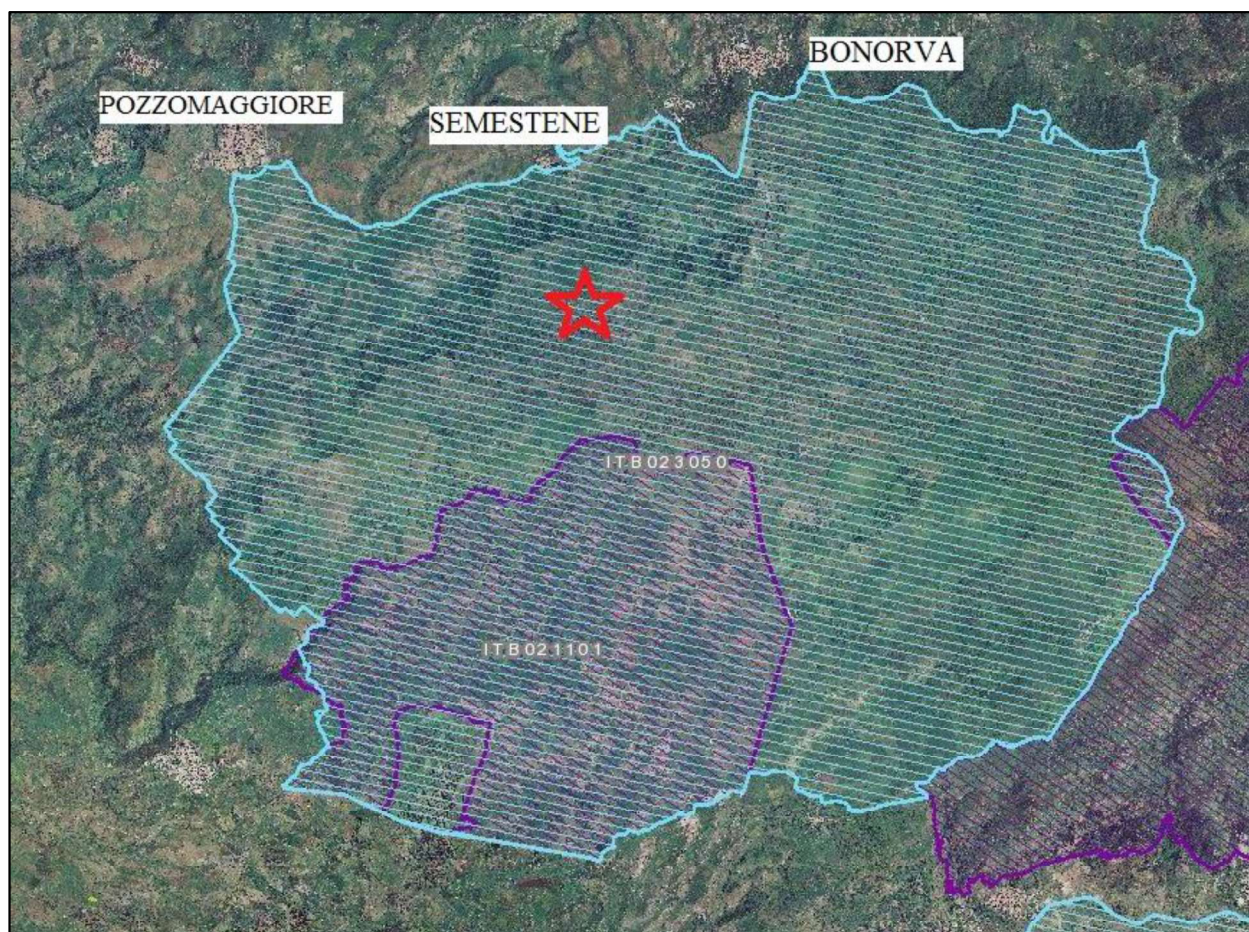 BONORVA
POZZOMAGGIORE
SEMESTENE
ITB023050
ITB021101